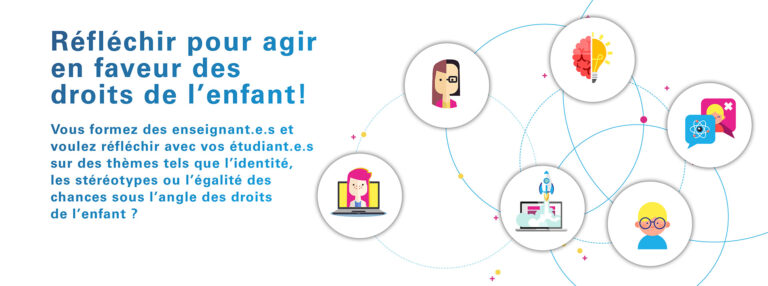 Réfléchir pour agir
en faveur des
droits de l'enfant!
Vous formez des enseignant.e.s et
voulez réfléchir avec vos étudiant.e.s
sur des thèmes tels que l'identité,
les stéréotypes ou l'égalité des
chances sous l'angle des droits
de l'enfant ?